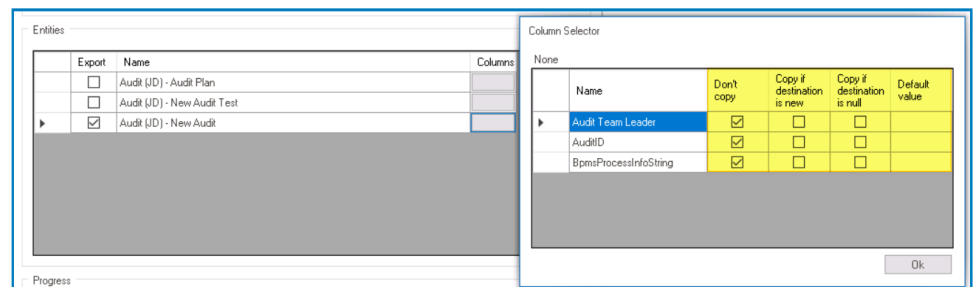 Entities
Export Name Columns
Audit (JD) - Audit Plan
Audit (JD) - New Audit Test
Audit (JD) - New Audit
Progress
Column Selector
None
Name Don't copy Copy if destination is new Copy if destination is null Default value
Audit Team Leader
AuditID
BpmsProcessInfoString
Ok